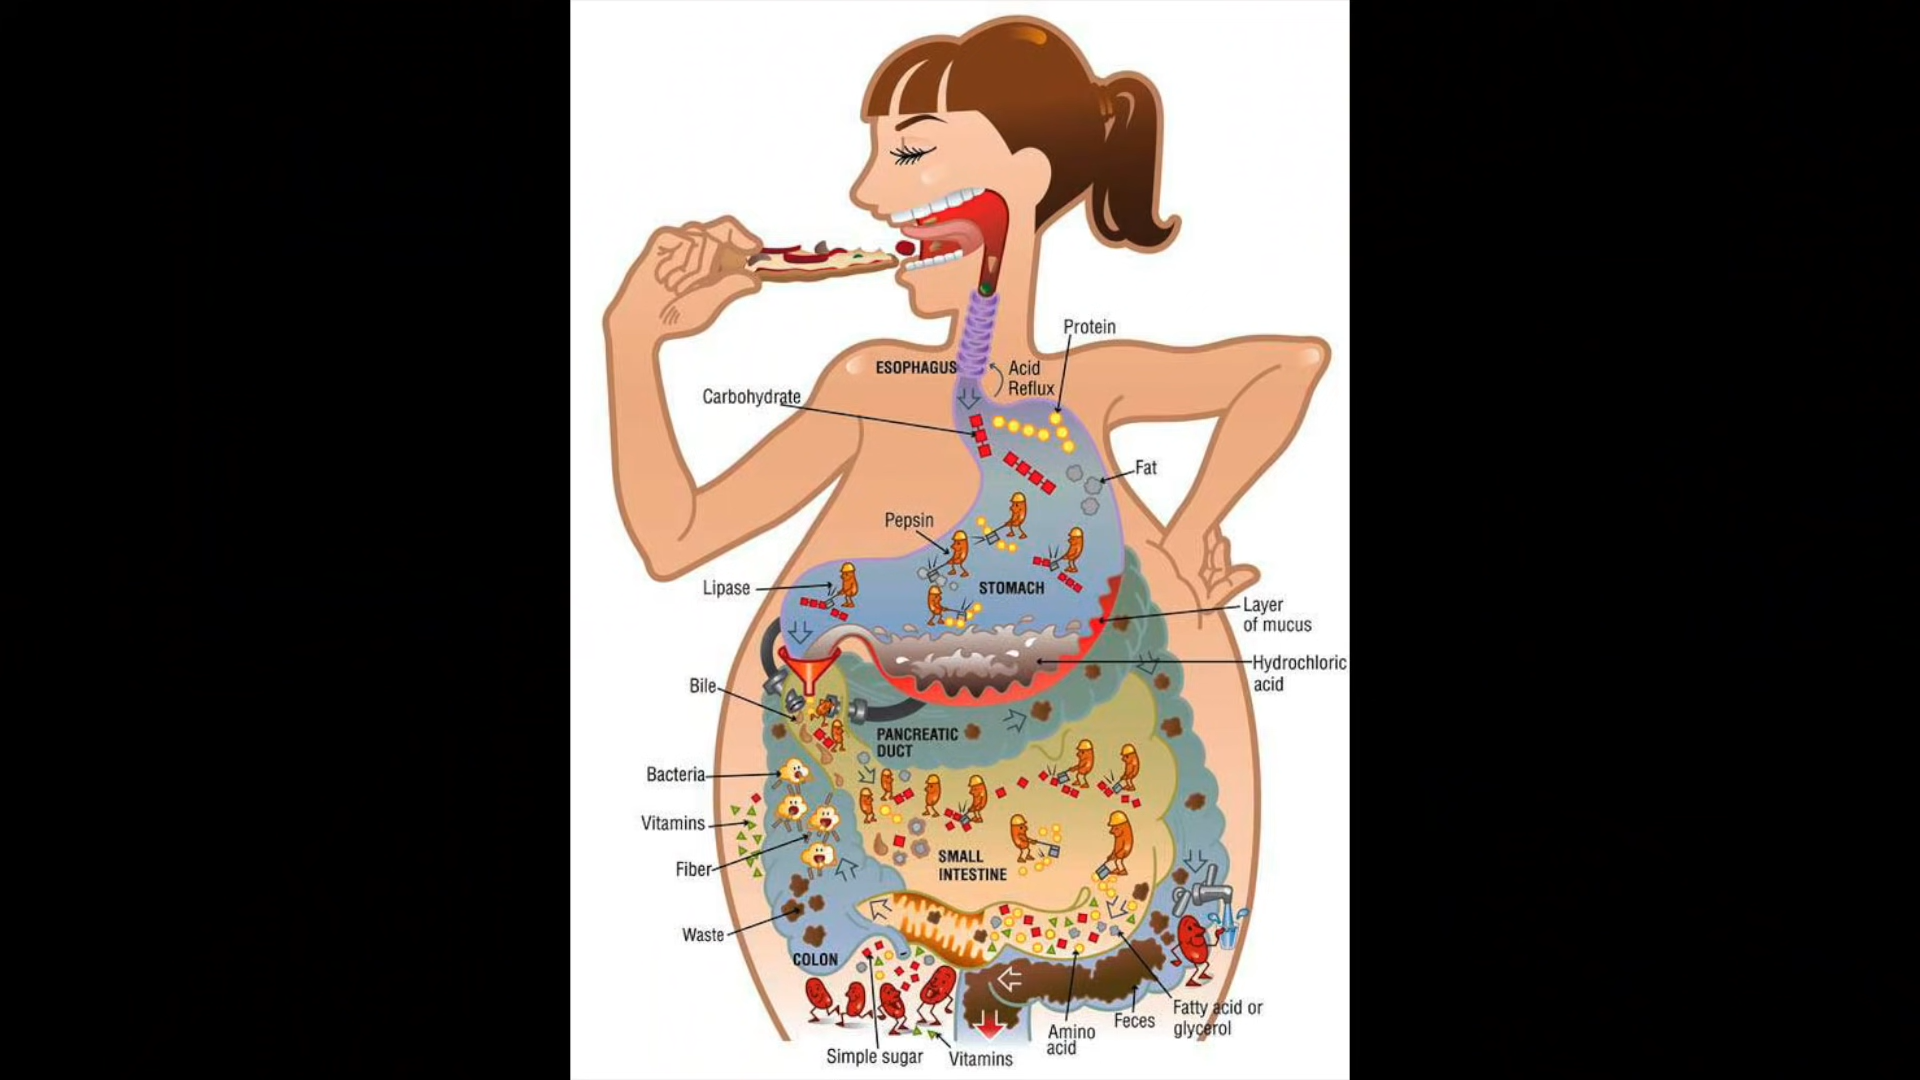 Protein
ESOPHAGUS
Acid
Reflux
Carbohydrate
Fat
Pepsin
Lipase
STOMACH
Layer
of mucus
Hydrochloric
acid
Bile
PANCREATIC
DUCT
Bacteria
Vitamins
Fiber
SMALL
INTESTINE
Waste
COLON
Fatty acid or
glycerol
Feces
Amino
acid
Simple sugar
Vitamins